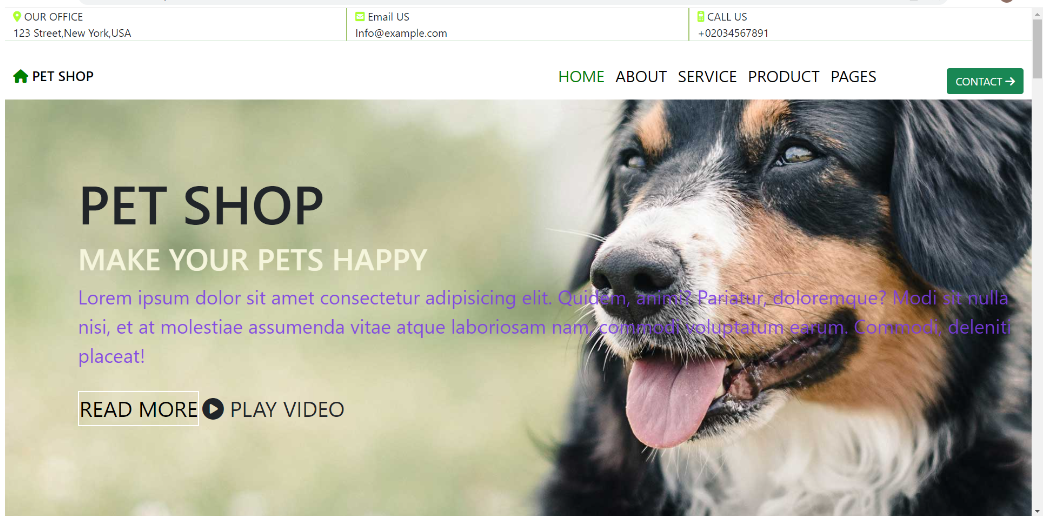 OUR OFFICE
123 Street,New York,USA
Email US
Info@example.com
CALL US
+02034567891
PET SHOP
HOME ABOUT SERVICE PRODUCT PAGES
CONTACT
PET SHOP
MAKE YOUR PETS HAPPY
Lorem ipsum dolor sit amet consectetur adipisicing elit. Quidem, animi? Pariatur, doloremque? Modi sit nulla
nisi, et at molestiae assumenda vitae atque laboriosam nam, commodi voluptatum earum. Commodi, deleniti
placeat!
READ MORE PLAY VIDEO